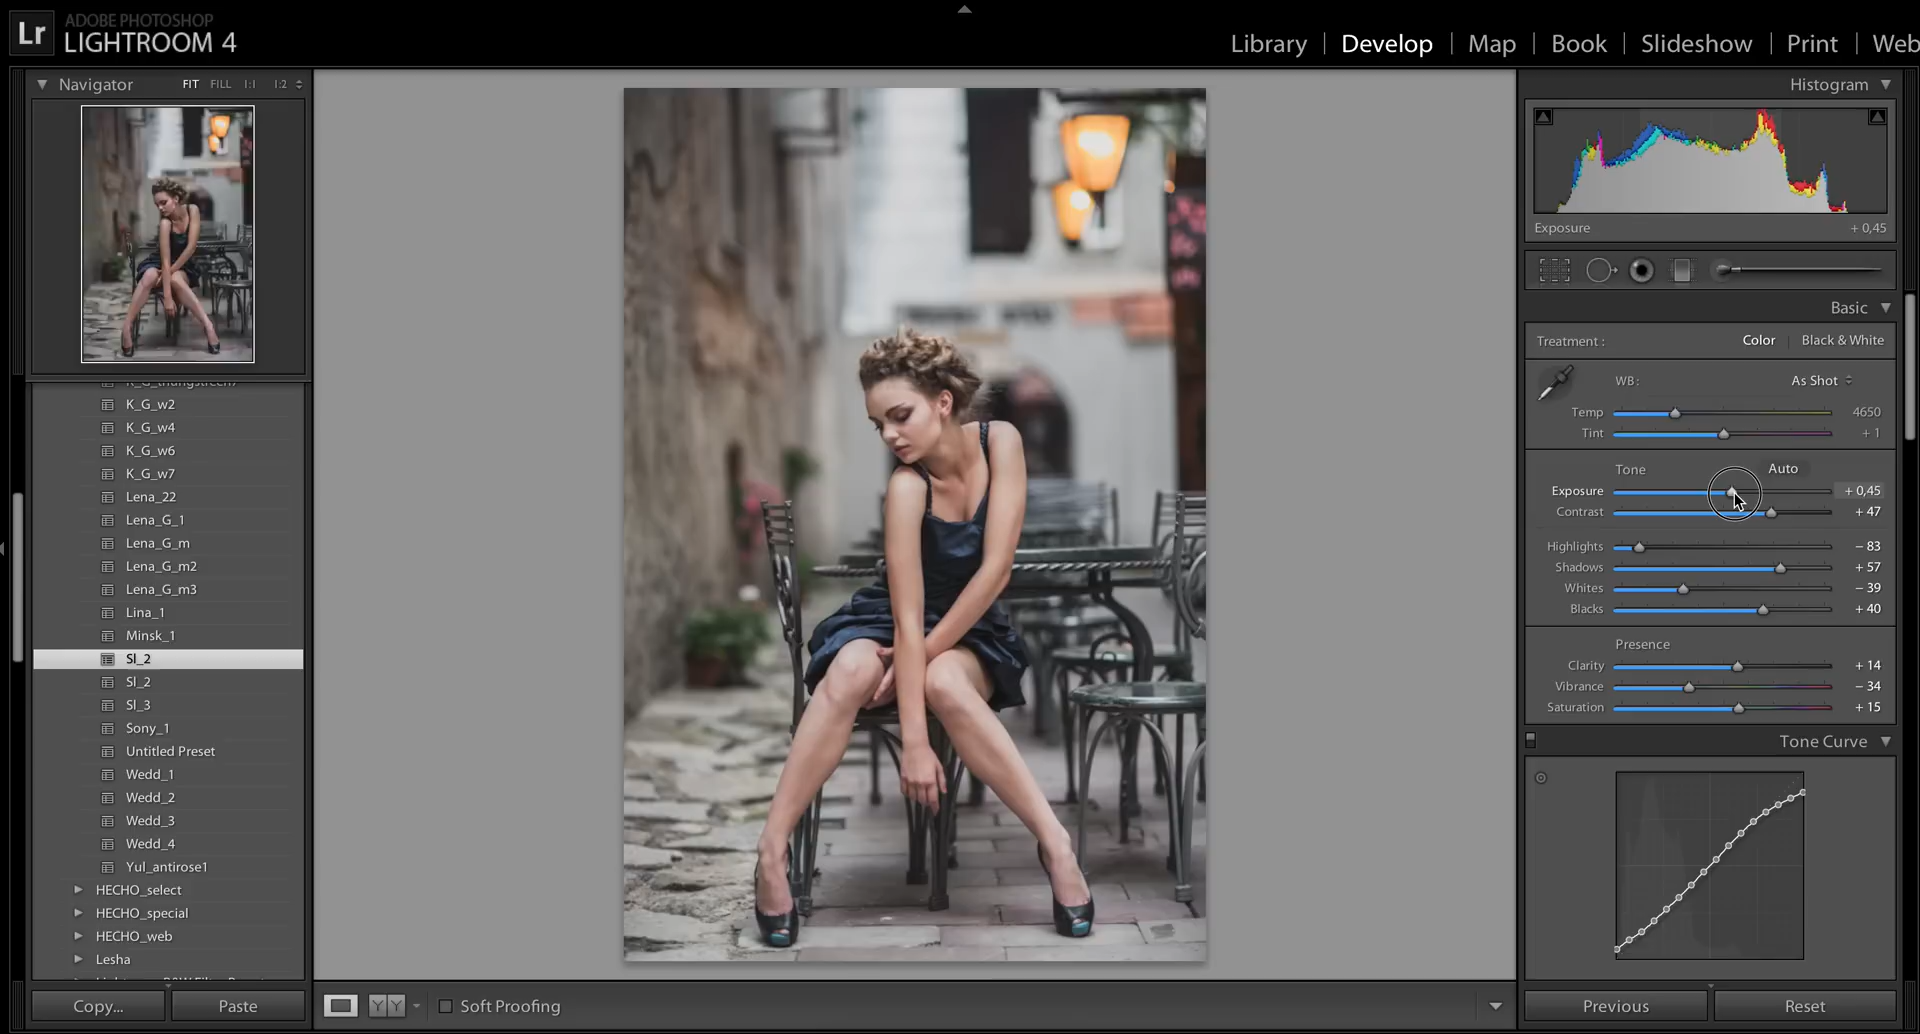 Lr
ADOBE PHOTOSHOP
LIGHTROOM 4
Library | Develop | Map | Book | Slideshow | Print | Web
Navigator FIT FILL 1:1 1:2
K_G_w2
K_G_w4
K_G_w6
K_G_w7
Lena_22
Lena_G_1
Lena_G_m
Lena_G_m2
Lena_G_m3
Lina_1
Minsk_1
Sl_2
Sl_2
Sl_3
Sony_1
Untitled Preset
Wedd_1
Wedd_2
Wedd_3
Wedd_4
Yul_antirose1
HECHO_select
HECHO_special
HECHO_web
Lesha
Copy... Paste
YY Soft Proofing
Histogram
Exposure + 0,45
Basic
Treatment : Color Black & White
WB: As Shot
Temp 4650
Tint + 1
Tone Auto
Exposure + 0,45
Contrast + 47
Highlights − 83
Shadows + 57
Whites − 39
Blacks + 40
Presence
Clarity + 14
Vibrance − 34
Saturation + 15
Tone Curve
Previous Reset